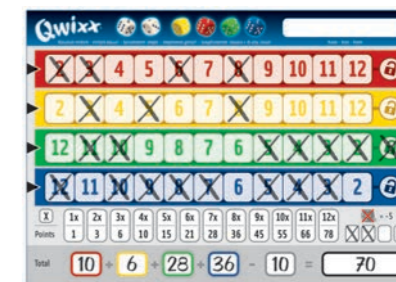 Qwixx
2 3 4 5 6 7 8 9 10 11 12
2 3 4 5 6 7 8 9 10 11 12
12 11 10 9 8 7 6 5 4 3 2
12 11 10 9 8 7 6 5 4 3 2
X 1x 2x 3x 4x 5x 6x 7x 8x 9x 10x 11x 12x
Points 1 3 6 10 15 21 28 36 45 55 66 78
Total 10 + 6 + 28 + 36 - 10 = 70